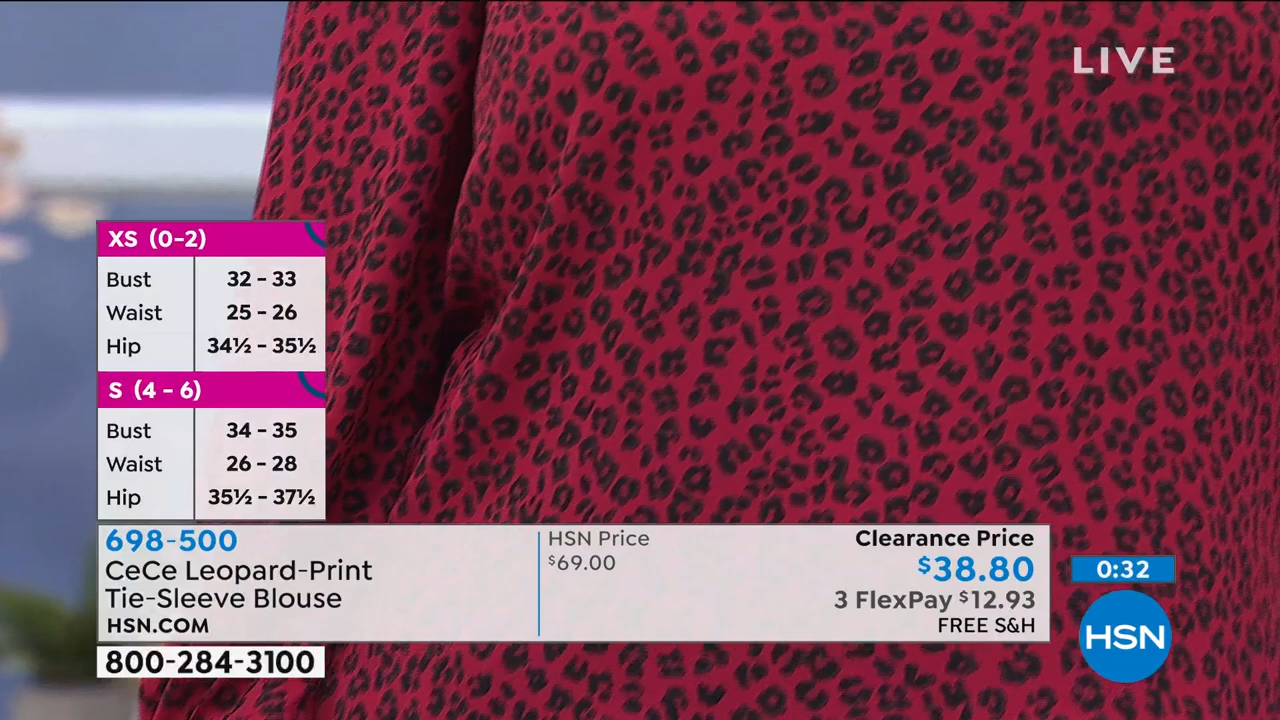 LIVE
XS (0-2)
Bust 32 - 33
Waist 25 - 26
Hip 34½ - 35½
S (4 - 6)
Bust 34 - 35
Waist 26 - 28
Hip 35½ - 37½
698-500
CeCe Leopard-Print
Tie-Sleeve Blouse
HSN.COM
HSN Price
$69.00
Clearance Price
$38.80
3 FlexPay $12.93
FREE S&H
0:32
HSN
800-284-3100